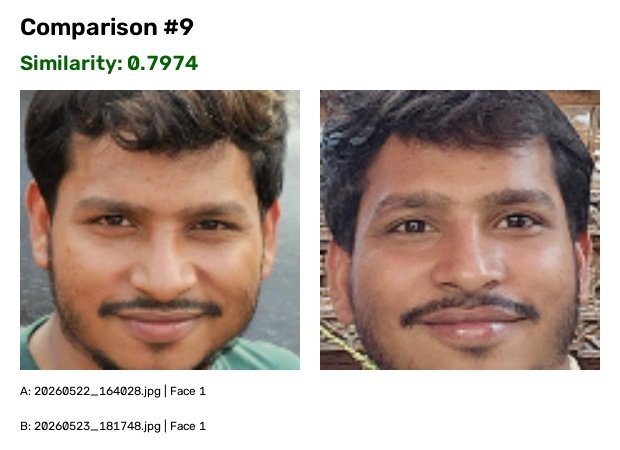 Comparison #9
Similarity: 0.7974
A: 20260522_164028.jpg | Face 1
B: 20260523_181748.jpg | Face 1